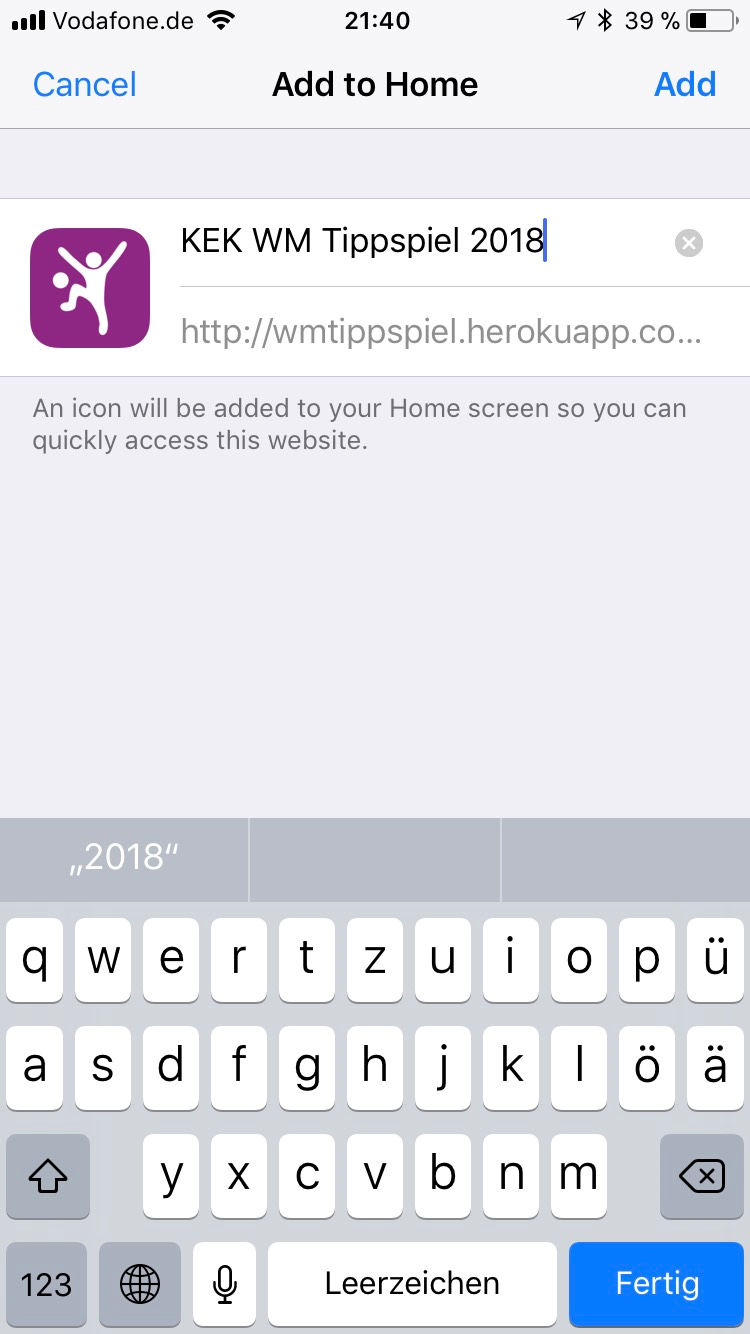 Vodafone.de 21:40 39 %
Cancel Add to Home Add
KEK WM Tippspiel 2018
http://wmtippspiel.herokuapp.co...
An icon will be added to your Home screen so you can
quickly access this website.
„2018“
q w e r t z u i o p ü
a s d f g h j k l ö ä
y x c v b n m
123 Leerzeichen Fertig